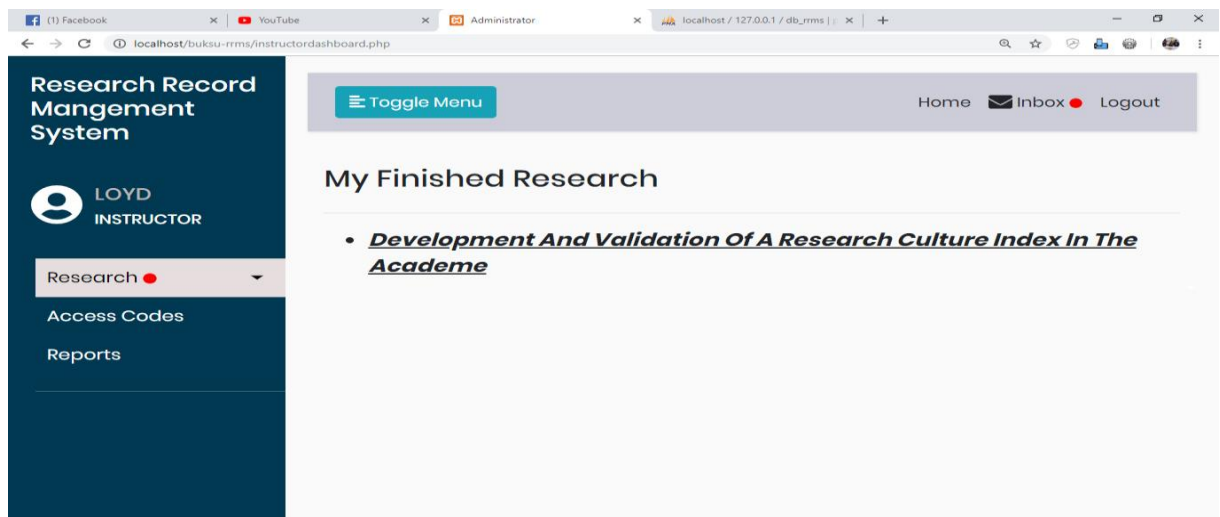 (1) Facebook
YouTube
Administrator
localhost / 127.0.0.1 / db_rrms |
localhost/buksu-rrms/instructordashboard.php
Research Record
Mangement
System
LOYD
INSTRUCTOR
Research
Access Codes
Reports
Toggle Menu
Home Inbox Logout
My Finished Research
Development And Validation Of A Research Culture Index In The
Academe